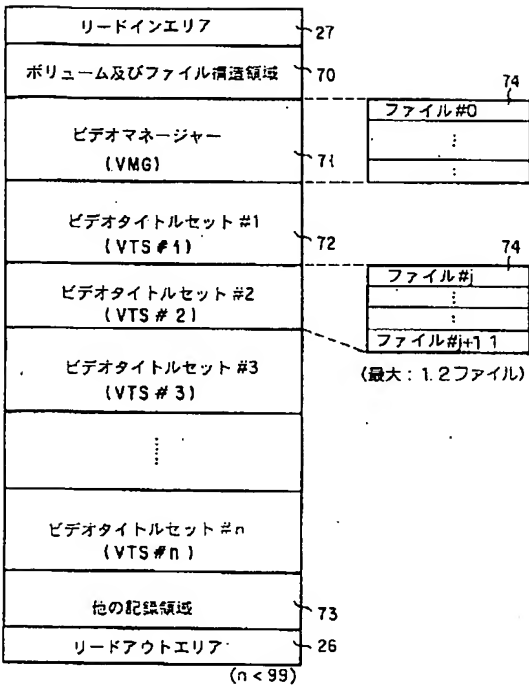 リードインエリア
27
ボリューム及びファイル構造領域
70
74
ファイル#0
ビデオマネージャー
(VMG)
71
ビデオタイトルセット #1
(VTS #1)
72
74
ファイル#j
ビデオタイトルセット #2
(VTS # 2)
ファイル#j+11
(最大: 1.2ファイル)
ビデオタイトルセット #3
(VTS # 3)
ビデオタイトルセット #n
(VTS #n)
他の記録領域
73
リードアウトエリア
26
(n<99)